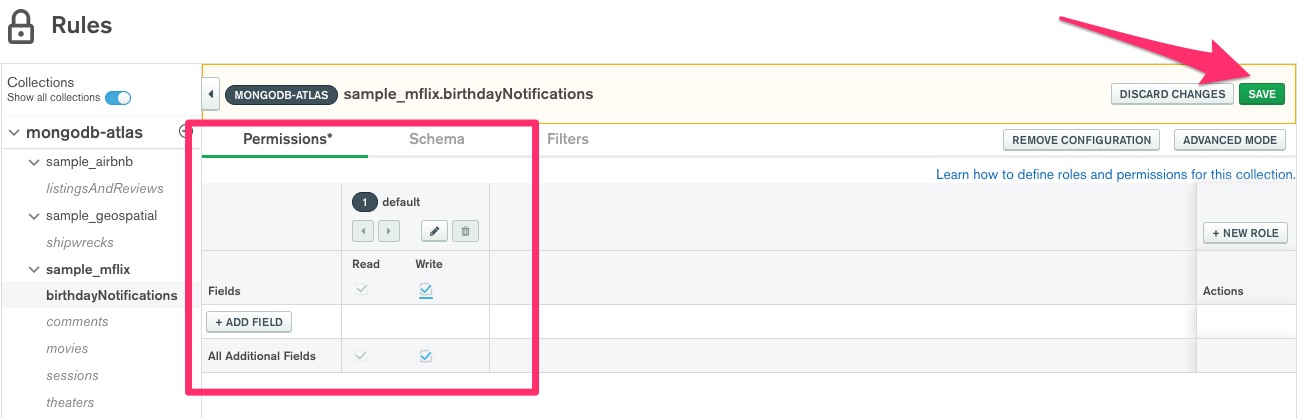 Rules
Collections
Show all collections
mongodb-atlas
sample_airbnb
listingsAndReviews
sample_geospatial
shipwrecks
sample_mflix
birthdayNotifications
comments
movies
sessions
theaters
MONGODB-ATLAS sample_mflix.birthdayNotifications
DISCARD CHANGES SAVE
Permissions* Schema Filters
REMOVE CONFIGURATION ADVANCED MODE
Learn how to define roles and permissions for this collection.
1 default
+ NEW ROLE
Read Write
Fields
Actions
+ ADD FIELD
All Additional Fields